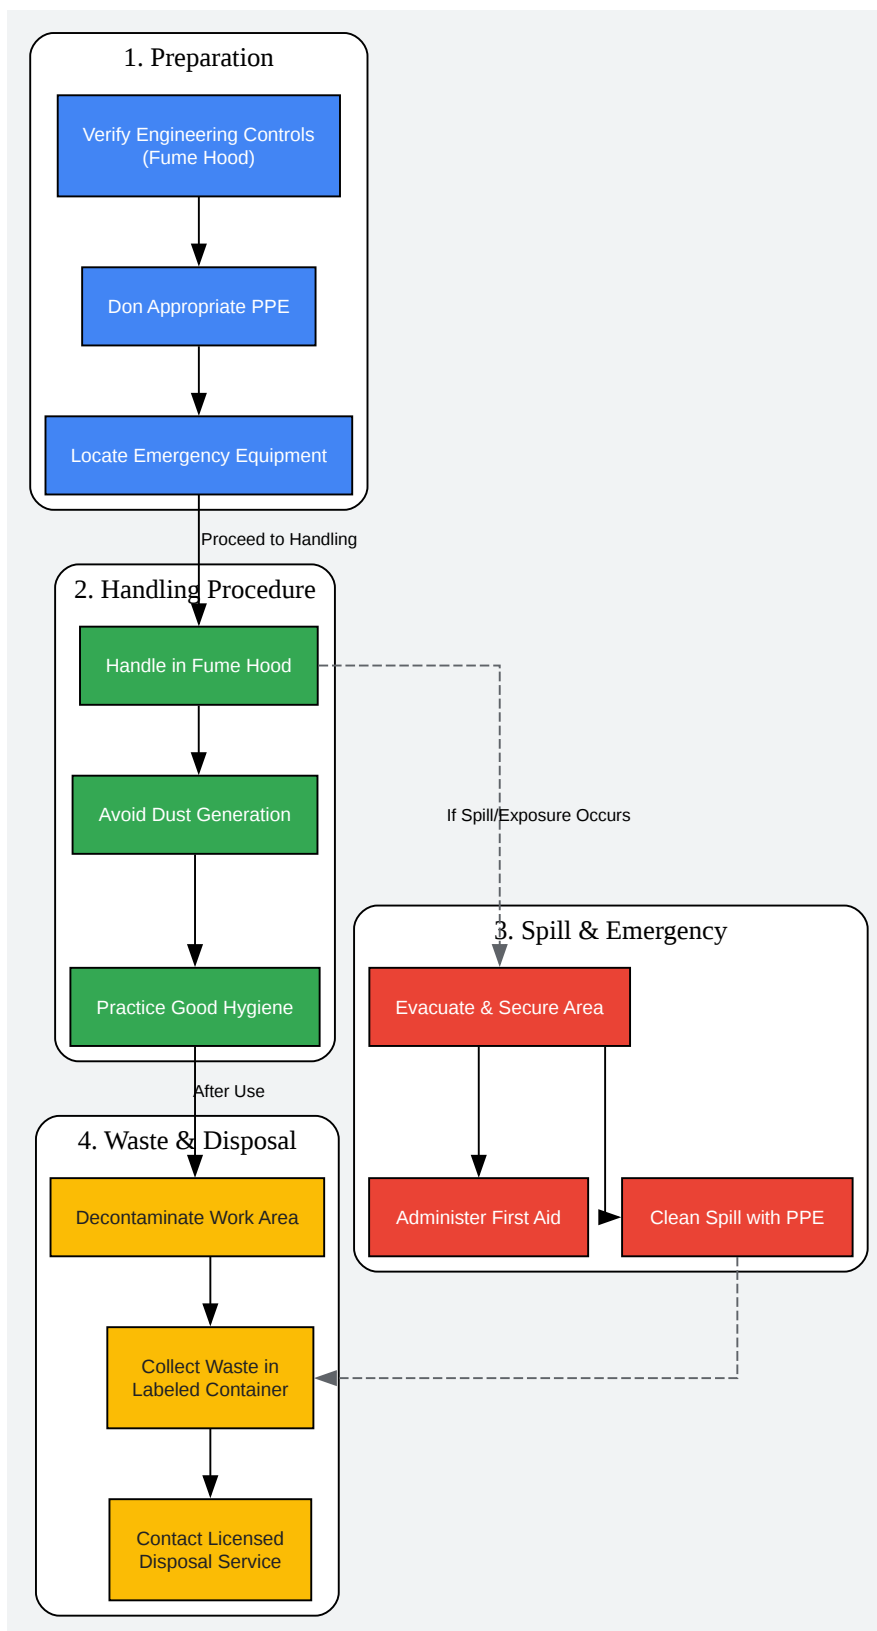 1. Preparation
Verify Engineering Controls
(Fume Hood)
Don Appropriate PPE
Locate Emergency Equipment
Proceed to Handling
2. Handling Procedure
Handle in Fume Hood
Avoid Dust Generation
If Spill/Exposure Occurs
Practice Good Hygiene
3. Spill & Emergency
Evacuate & Secure Area
Administer First Aid
Clean Spill with PPE
After Use
4. Waste & Disposal
Decontaminate Work Area
Collect Waste in
Labeled Container
Contact Licensed
Disposal Service